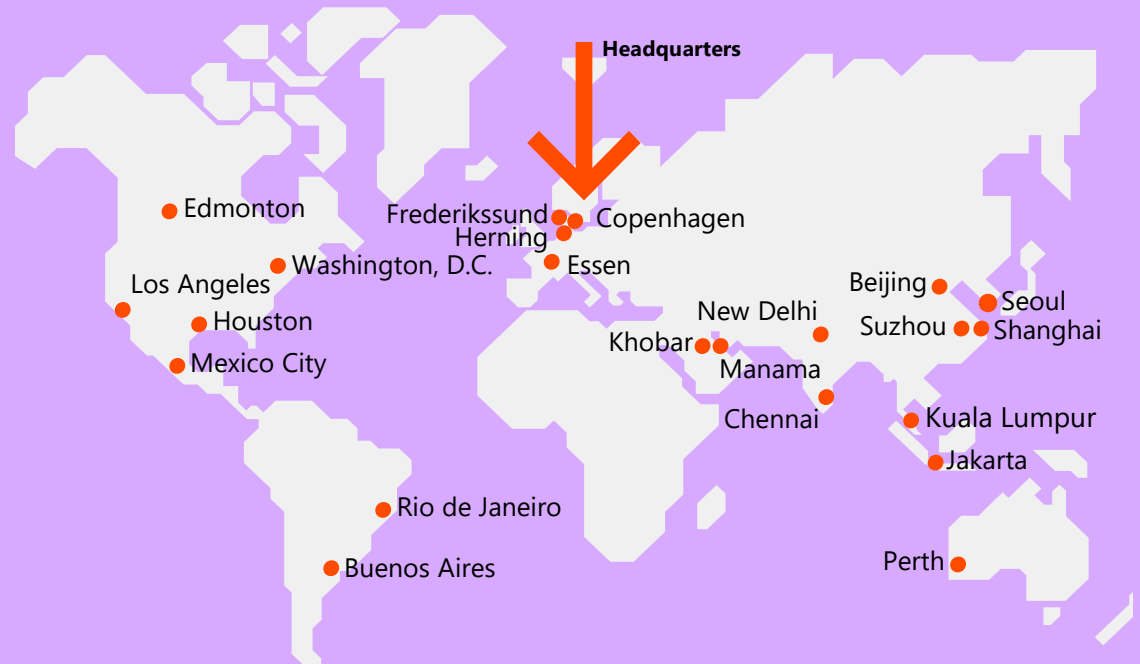 Headquarters
Edmonton
Frederikssund
Copenhagen
Herning
Washington, D.C.
Essen
Los Angeles
Houston
Mexico City
Beijing
Seoul
New Delhi
Suzhou
Shanghai
Khobar
Manama
Chennai
Kuala Lumpur
Jakarta
Rio de Janeiro
Buenos Aires
Perth